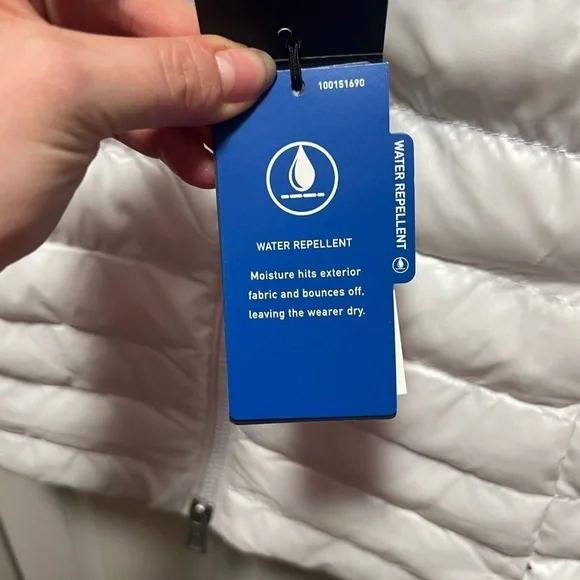 100151690
WATER REPELLENT
WATER REPELLENT
Moisture hits exterior
fabric and bounces off,
leaving the wearer dry.